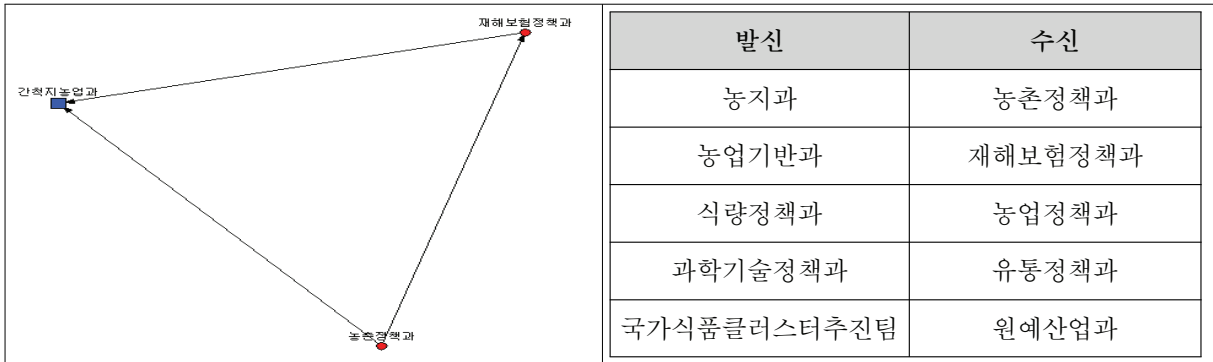 재해보험정책과
간척지농업과
농촌정책과
발신 수신
농지과 농촌정책과
농업기반과 재해보험정책과
식량정책과 농업정책과
과학기술정책과 유통정책과
국가식품클러스터추진팀 원예산업과